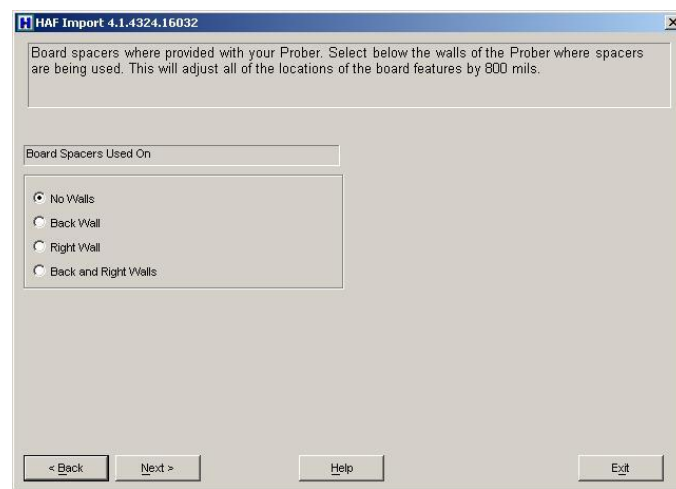 HAF Import 4.1.4324.16032
Board spacers where provided with your Prober. Select below the walls of the Prober where spacers
are being used. This will adjust all of the locations of the board features by 800 mils.
Board Spacers Used On
No Walls
Back Wall
Right Wall
Back and Right Walls
< Back Next > Help Exit